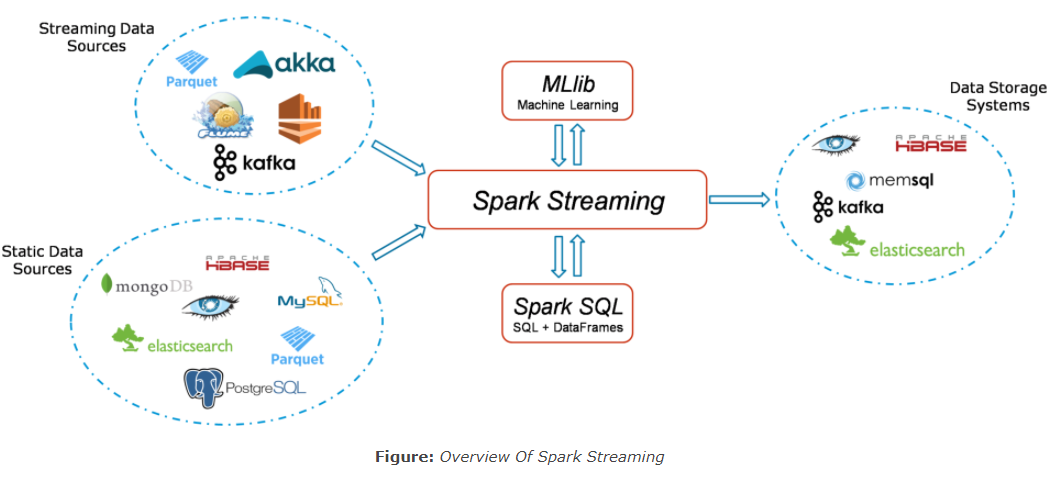 Streaming Data
Sources
Parquet
akka
FLUME
kafka
Static Data
Sources
APACHE
HBASE
mongoDB
MySQL
elasticsearch
Parquet
PostgreSQL
MLlib
Machine Learning
Spark Streaming
Spark SQL
SQL + DataFrames
Data Storage
Systems
APACHE
HBASE
memsql
kafka
elasticsearch
Figure: Overview Of Spark Streaming